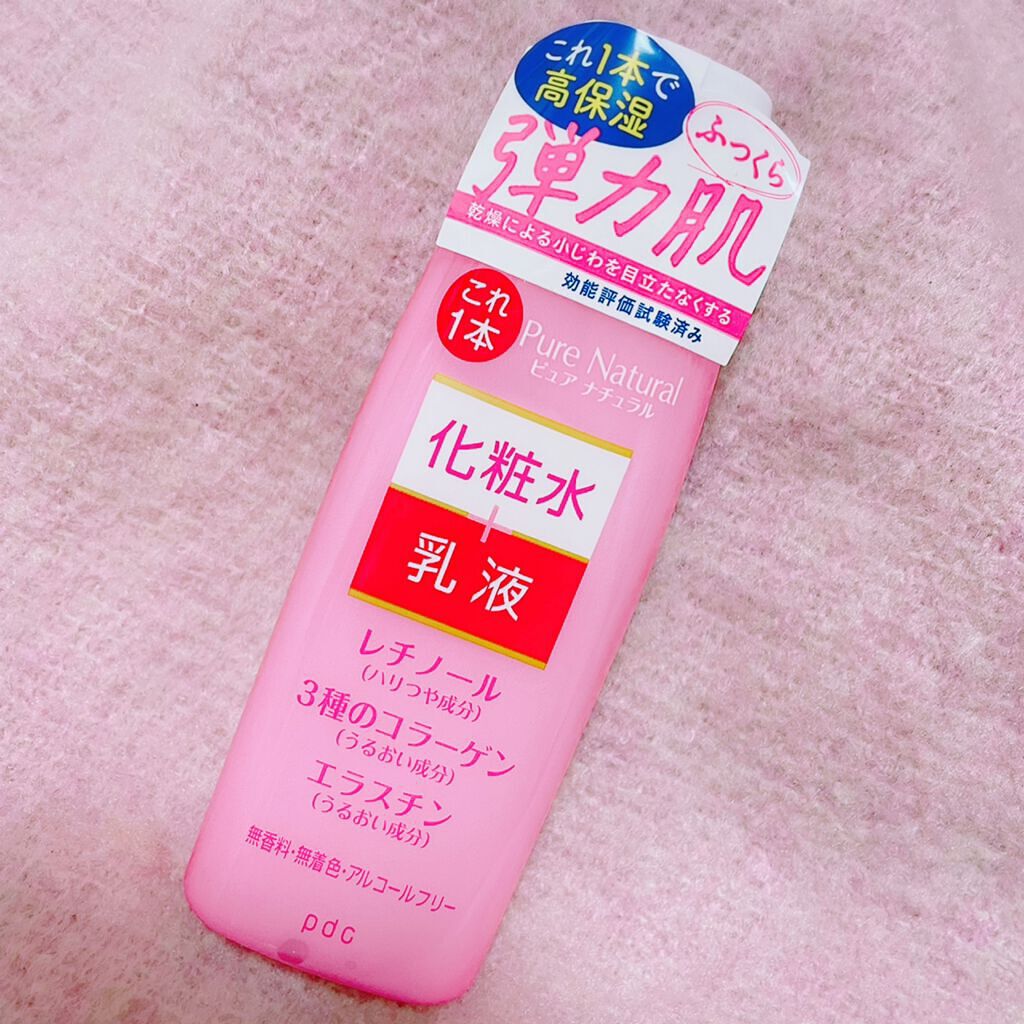 これ1本で
高保湿
ふっくら
弾力肌
乾燥による小じわを目立たなくする
効能評価試験済み
これ
1本
Pure Natural
ピュア ナチュラル
化粧水
+
乳液
レチノール
(ハリつや成分)
3種のコラーゲン
(うるおい成分)
エラスチン
(うるおい成分)
無香料・無着色・アルコールフリー
pdc